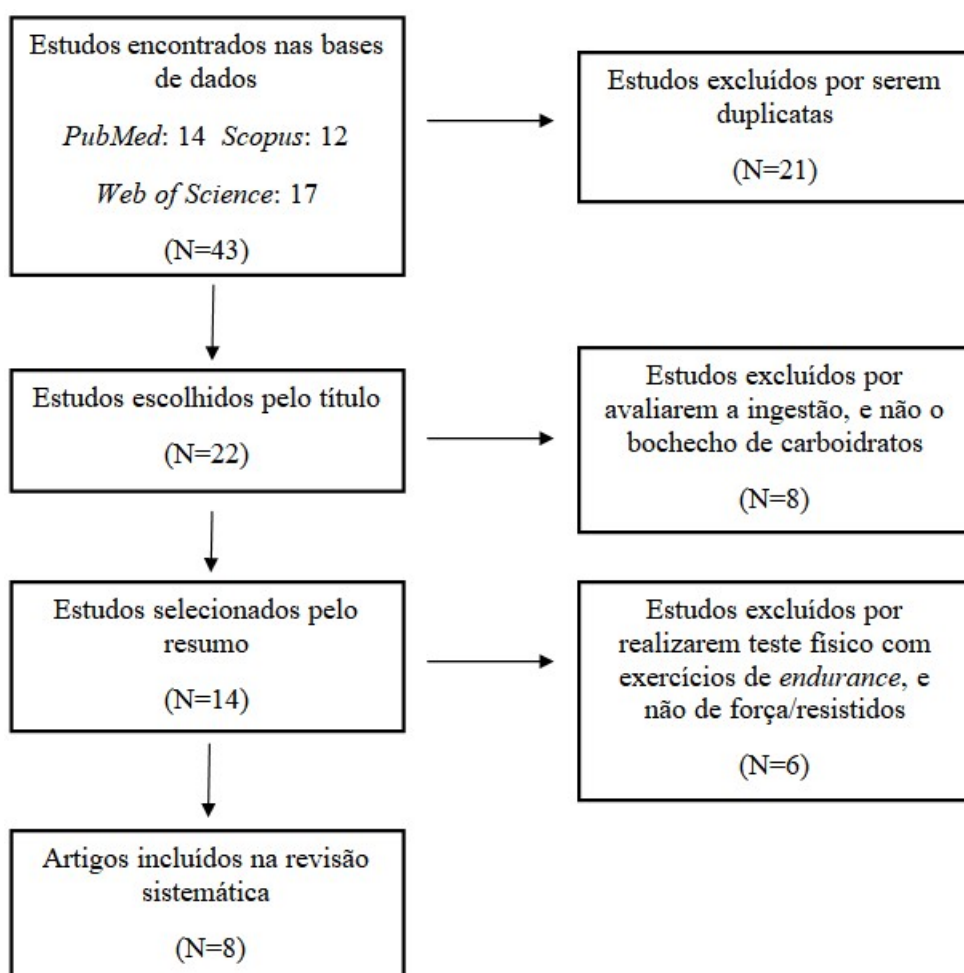 Estudos encontrados nas bases
de dados
PubMed: 14 Scopus: 12
Web of Science: 17
(N=43)
Estudos excluídos por serem
duplicatas
(N=21)
Estudos escolhidos pelo título
(N=22)
Estudos excluídos por
avaliarem a ingestão, e não o
bochecho de carboidratos
(N=8)
Estudos selecionados pelo
resumo
(N=14)
Estudos excluídos por
realizarem teste físico com
exercícios de endurance, e
não de força/resistidos
(N=6)
Artigos incluídos na revisão
sistemática
(N=8)